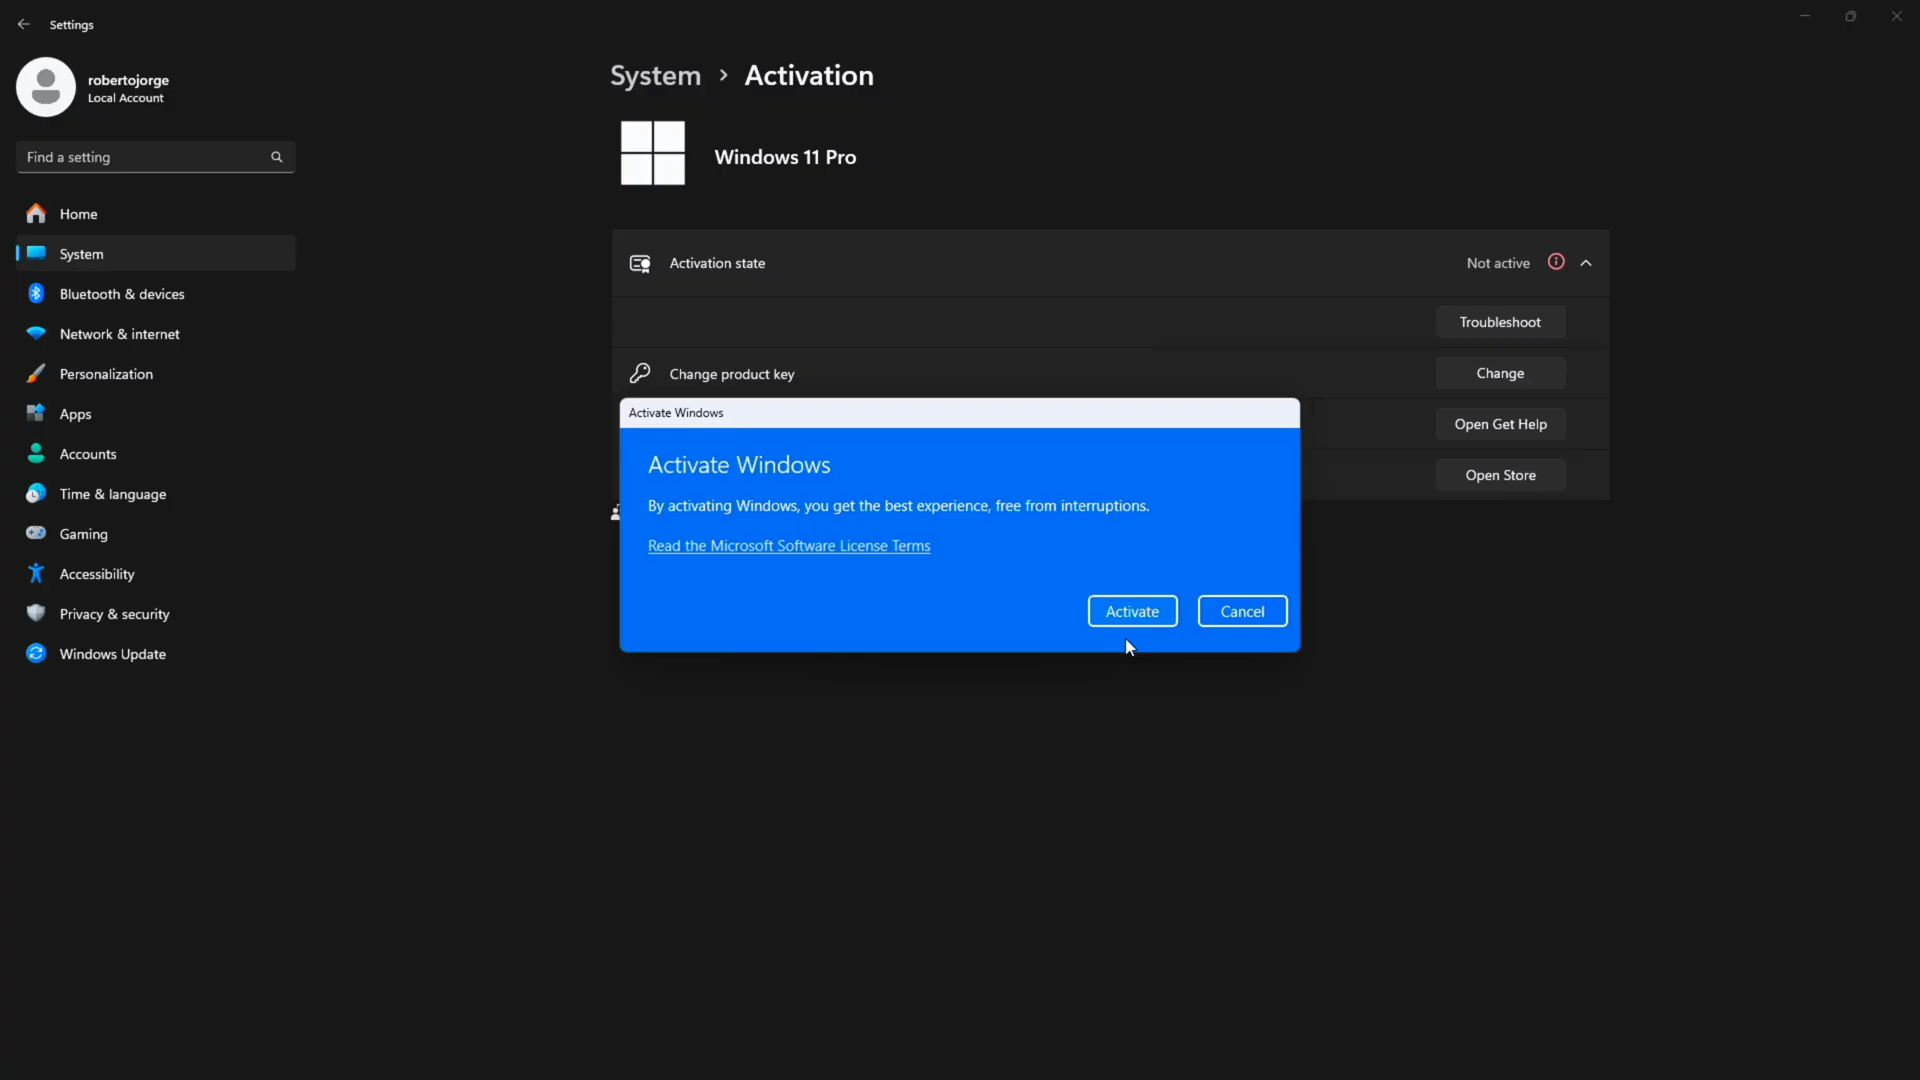 Settings
robertojorge
Local Account
Find a setting
Home
System
Bluetooth & devices
Network & internet
Personalization
Apps
Accounts
Time & language
Gaming
Accessibility
Privacy & security
Windows Update
System > Activation
Windows 11 Pro
Activation state
Not active
Troubleshoot
Change product key
Change
Open Get Help
Open Store
Activate Windows
Activate Windows
By activating Windows, you get the best experience, free from interruptions.
Read the Microsoft Software License Terms
Activate
Cancel